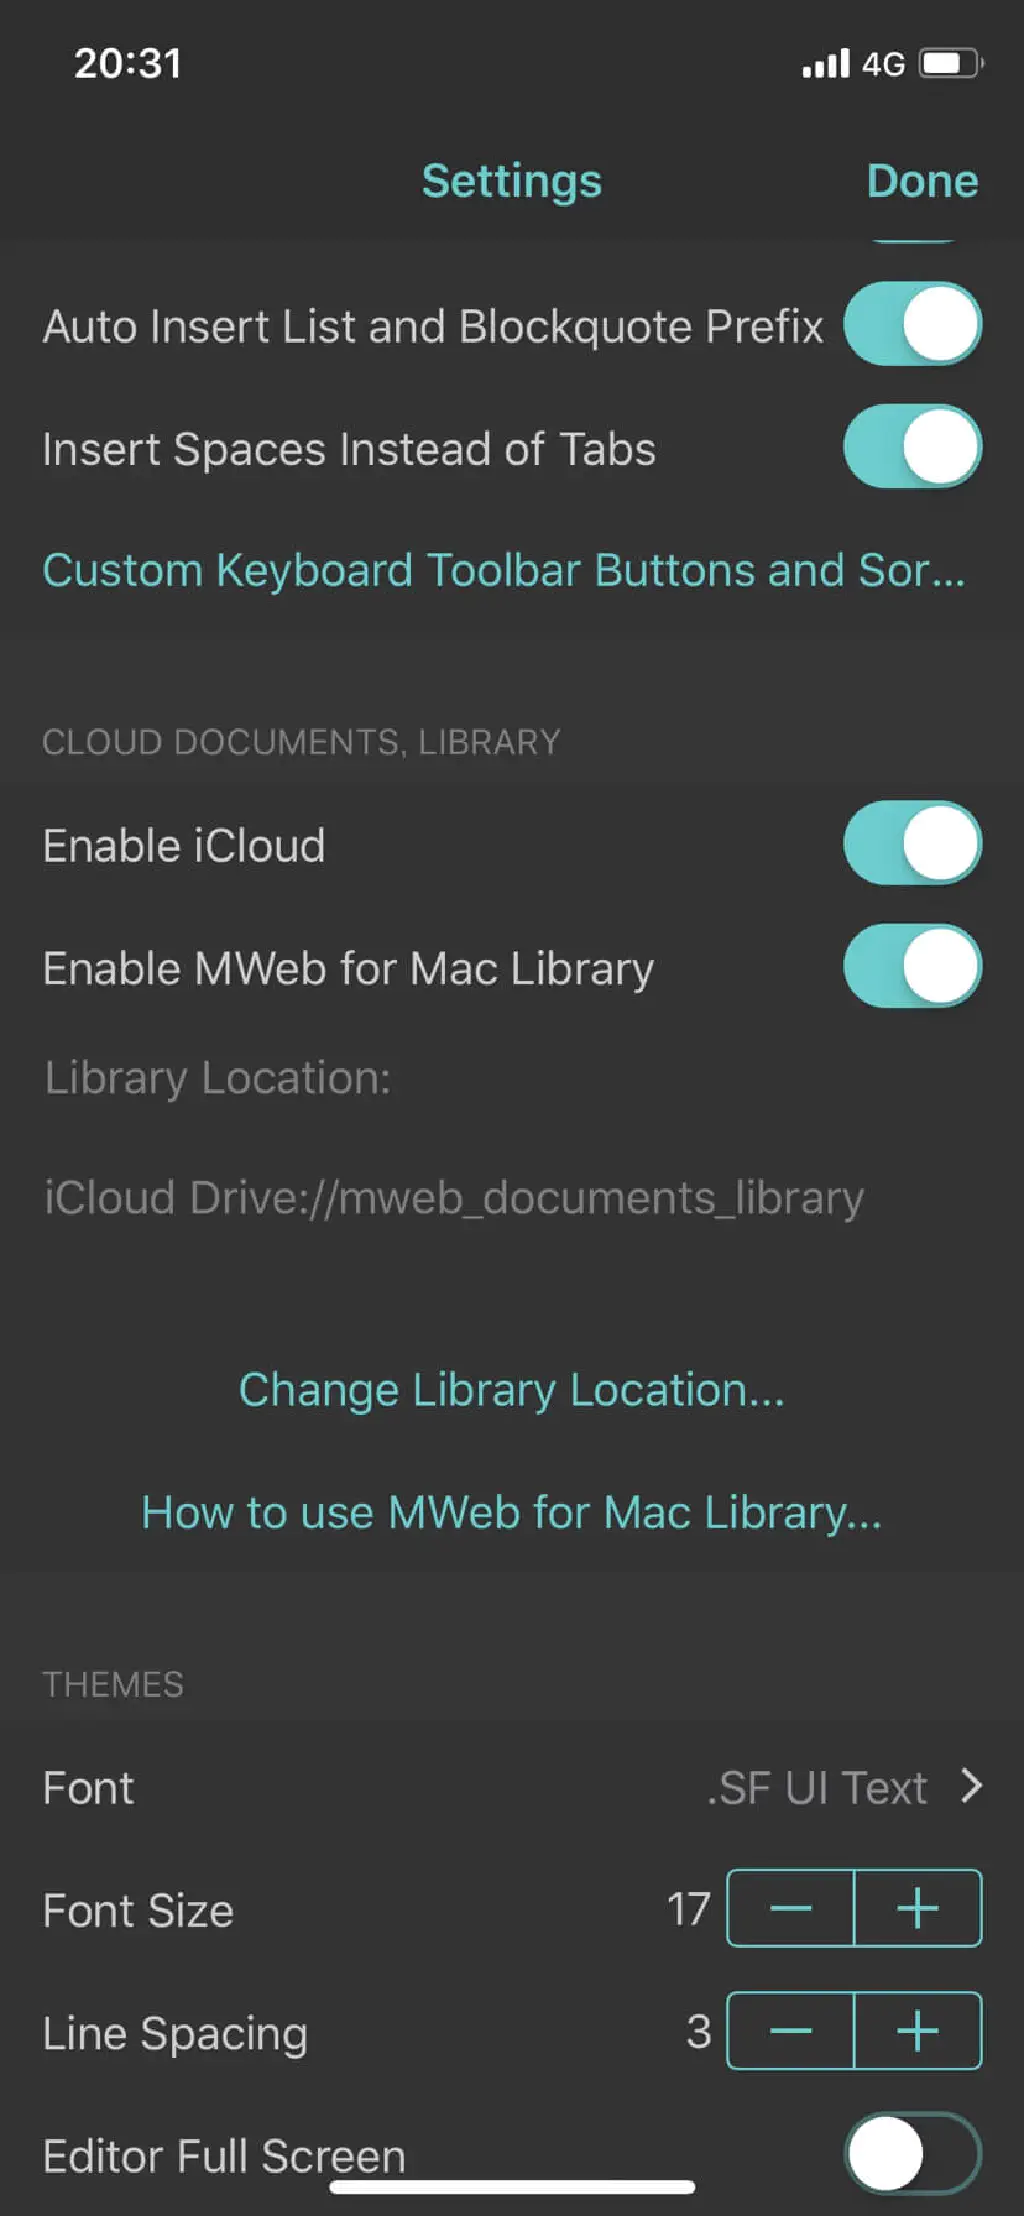 20:31
4G
Settings
Done
Auto Insert List and Blockquote Prefix
Insert Spaces Instead of Tabs
Custom Keyboard Toolbar Buttons and Sor...
CLOUD DOCUMENTS, LIBRARY
Enable iCloud
Enable MWeb for Mac Library
Library Location:
iCloud Drive://mweb_documents_library
Change Library Location...
How to use MWeb for Mac Library...
THEMES
Font
.SF UI Text
Font Size
17
Line Spacing
3
Editor Full Screen